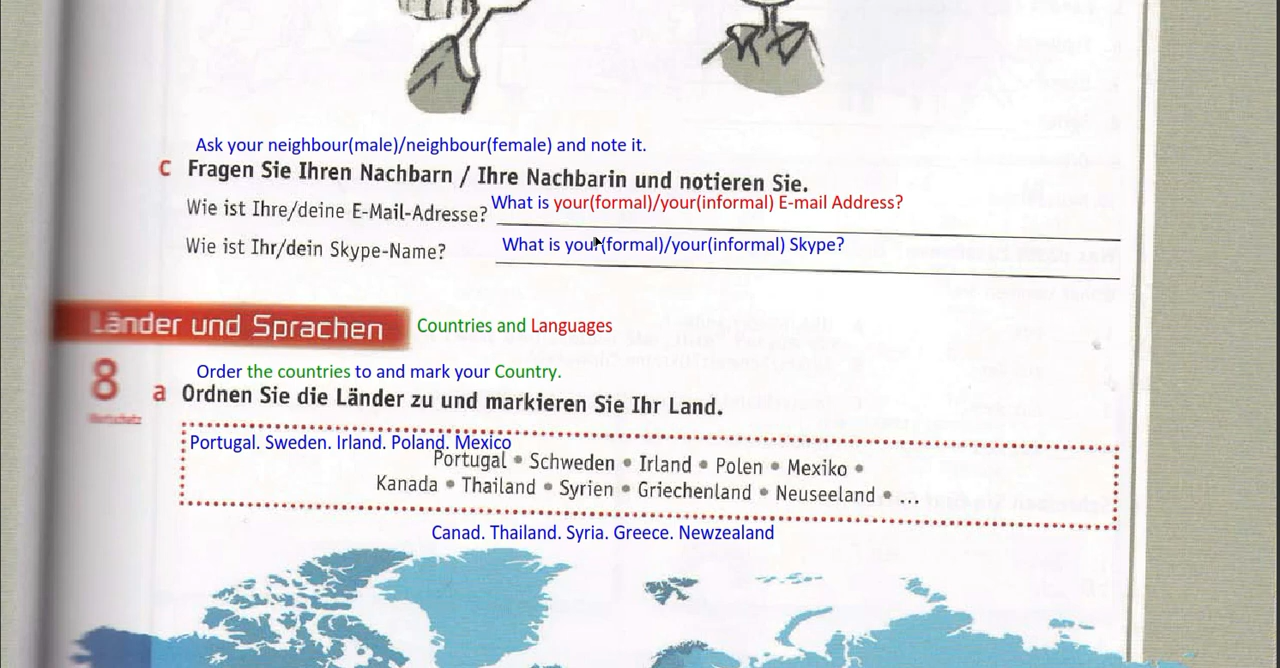 Ask your neighbour(male)/neighbour(female) and note it.
c Fragen Sie Ihren Nachbarn / Ihre Nachbarin und notieren Sie.
Wie ist Ihre/deine E-Mail-Adresse? What is your(formal)/your(informal) E-mail Address?
Wie ist Ihr/dein Skype-Name? What is your(formal)/your(informal) Skype?
Länder und Sprachen Countries and Languages
Order the countries to and mark your Country.
8 a Ordnen Sie die Länder zu und markieren Sie Ihr Land.
Portugal. Sweden. Irland. Poland. Mexico
Portugal • Schweden • Irland • Polen • Mexiko •
Kanada • Thailand • Syrien • Griechenland • Neuseeland • ...
Canad. Thailand. Syria. Greece. Newzealand